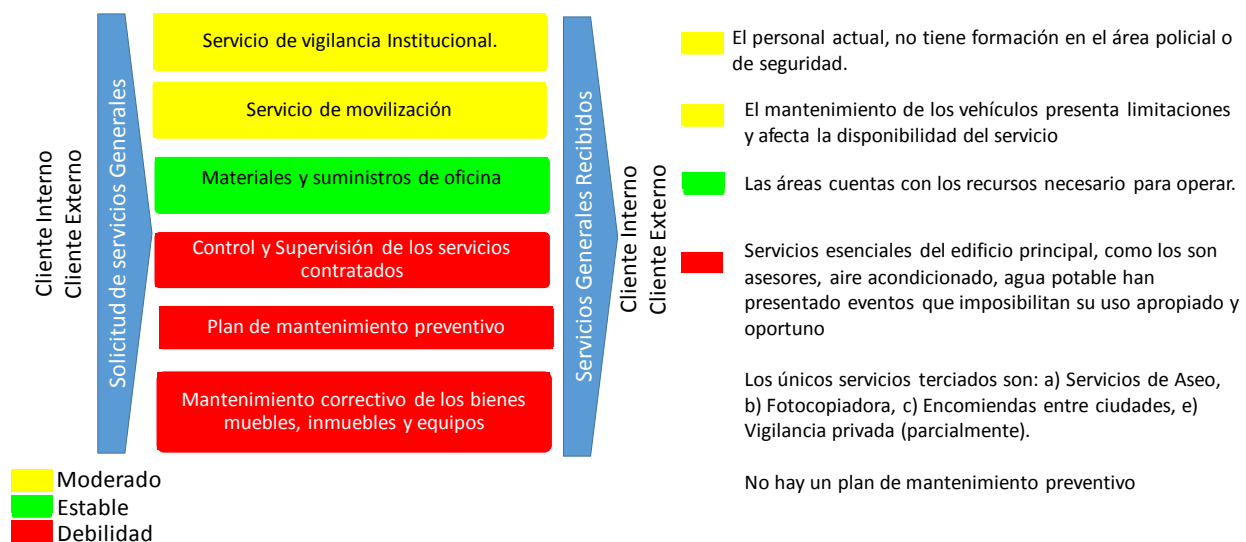 Cliente Interno
Cliente Externo
Solicitud de servicios Generales
Servicio de vigilancia Institucional.
Servicio de movilización
Materiales y suministros de oficina
Control y Supervisión de los servicios
contratados
Plan de mantenimiento preventivo
Mantenimiento correctivo de los bienes
muebles, inmuebles y equipos
Servicios Generales Recibidos
Cliente Interno
Cliente Externo
El personal actual, no tiene formación en el área policial o
de seguridad.
El mantenimiento de los vehículos presenta limitaciones
y afecta la disponibilidad del servicio
Las áreas cuentas con los recursos necesario para operar.
Servicios esenciales del edificio principal, como los son
asesores, aire acondicionado, agua potable han
presentado eventos que imposibilitan su uso apropiado y
oportuno
Los únicos servicios terciados son: a) Servicios de Aseo,
b) Fotocopiadora, c) Encomiendas entre ciudades, e)
Vigilancia privada (parcialmente).
No hay un plan de mantenimiento preventivo
Moderado
Estable
Debilidad